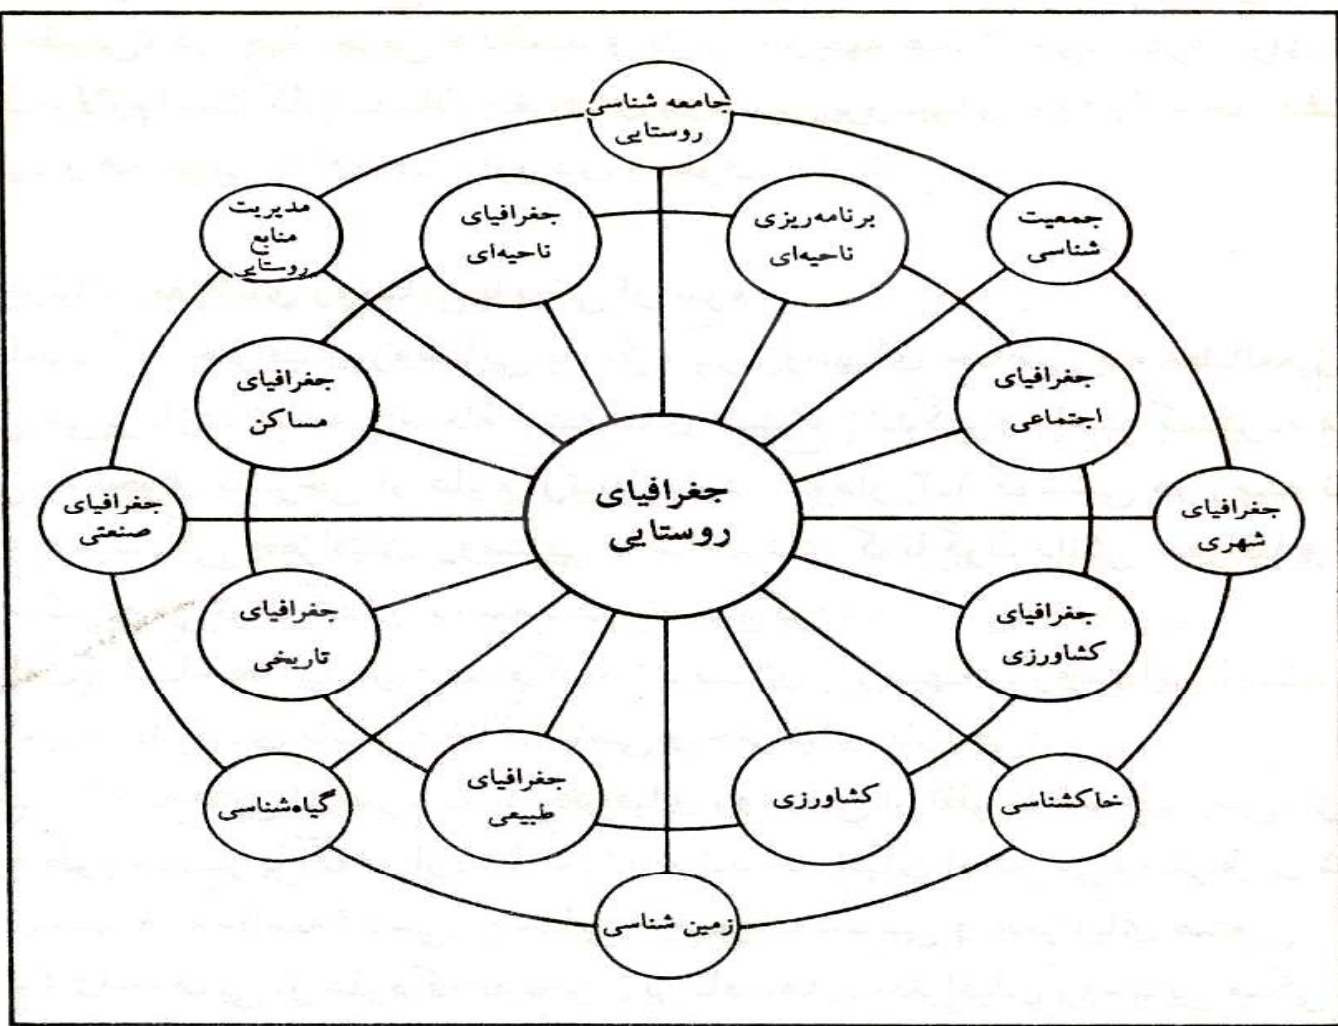 جامعه شناسی
روستایی
جمعیت
شناسی
مدیریت
منابع
روستایی
برنامه‌ریزی
ناحیه‌ای
جغرافیای
ناحیه‌ای
جغرافیای
اجتماعی
جغرافیای
مساکن
جغرافیای
شهری
جغرافیای
روستایی
جغرافیای
صنعتی
جغرافیای
کشاورزی
جغرافیای
تاریخی
خاکشناسی
کشاورزی
جغرافیای
طبیعی
گیاه‌شناسی
زمین شناسی